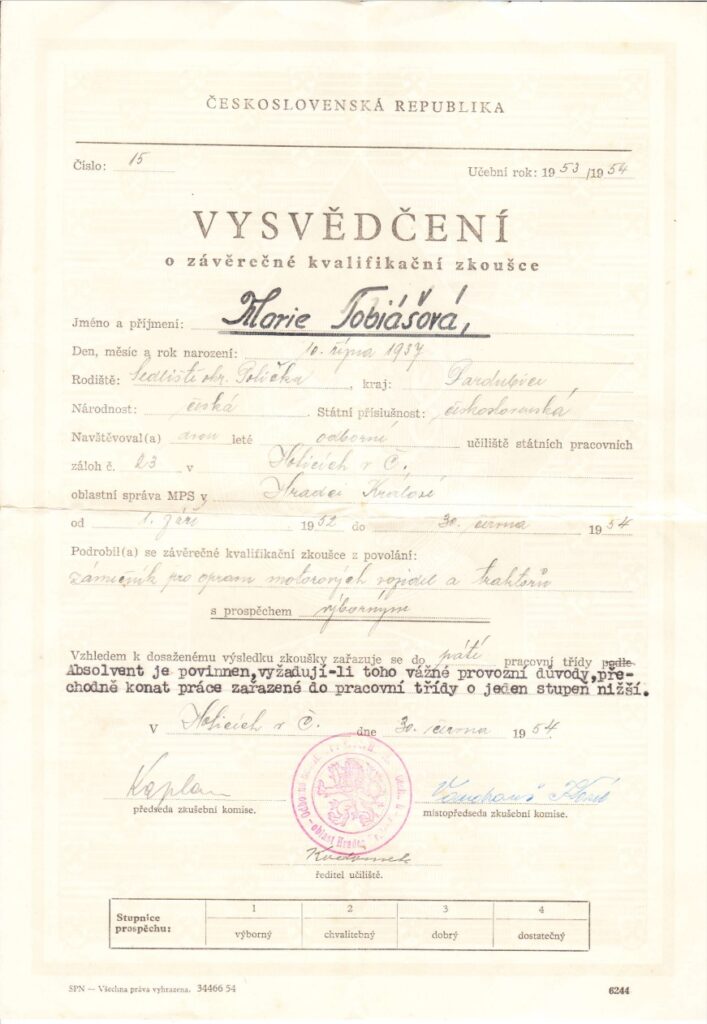 ČESKOSLOVENSKÁ REPUBLIKA
Číslo: 15 Učební rok: 1953/1954
VYSVĚDČENÍ
o závěrečné kvalifikační zkoušce
Jméno a příjmení: Marie Tobiášová,
Den, měsíc a rok narození: 10. října 1937
Rodiště: Sedliště okr. Polička, kraj: Pardubice
Národnost: česká Státní příslušnost: československá
Navštěvoval(a) dvou leté odborné učiliště státních pracovních
záloh č. 23 v Holicích v Č.
oblastní správa MPS v Hradci Králové
od 1. září 1952 do 30. června 1954
Podrobil(a) se závěrečné kvalifikační zkoušce z povolání:
zámečník pro opravu motorových vozidel a traktorů
s prospěchem výborným
Vzhledem k dosaženému výsledku zkoušky zařazuje se do páté pracovní třídy podle
Absolvent je povinnen,vyžadují-li toho vážné provozní důvody,pře-
chodně konat práce zařazené do pracovní třídy o jeden stupeň nižší.
V Holicích v Č. dne 30. června 1954
Kaplan
předseda zkušební komise. místopředseda zkušební komise.
oblast Hradec
ředitel učiliště.
Stupnice prospěchu: 1 2 3 4
výborný chvalitebný dobrý dostatečný
SPN — Všechna práva vyhrazena. 34466 54 6244